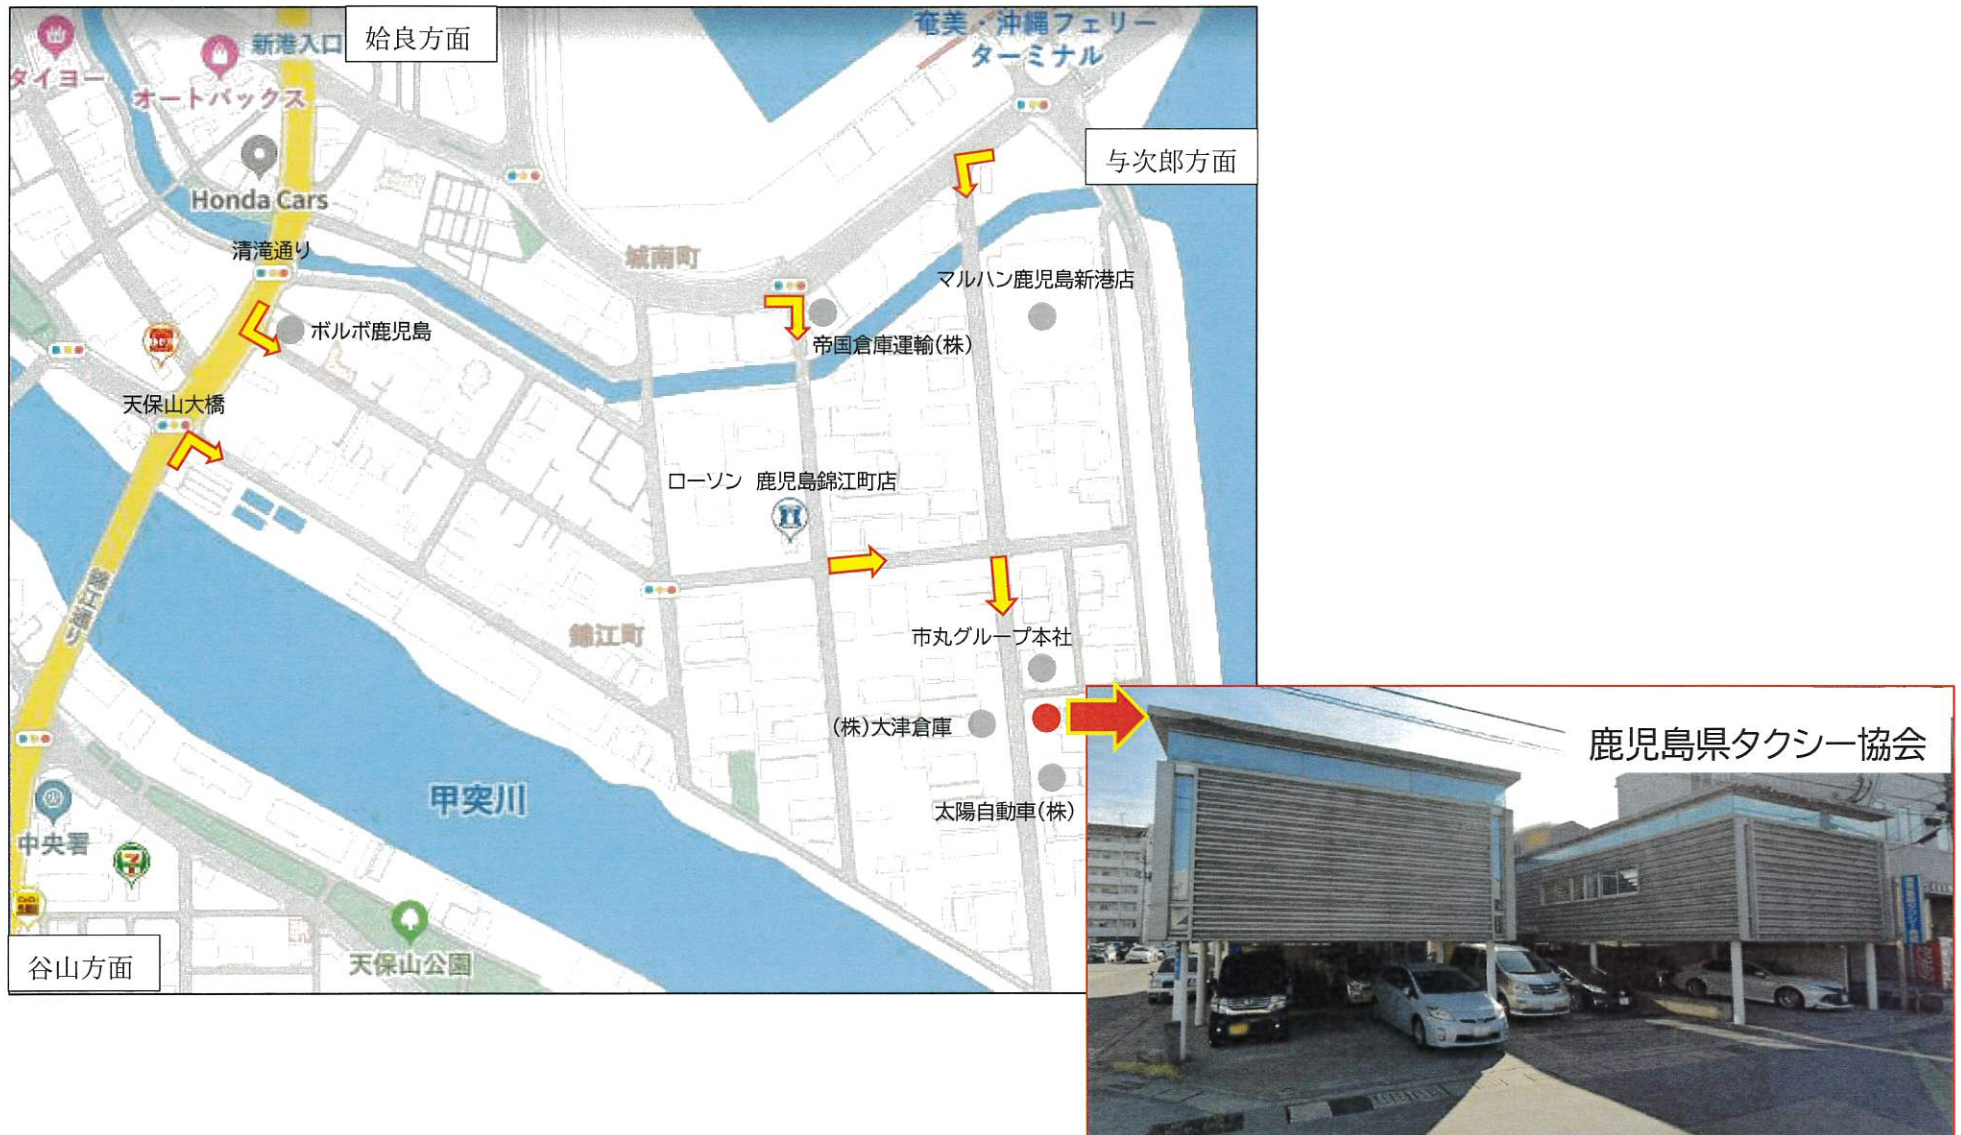 始良方面
奄美・沖縄フェリー
ターミナル
新港入口
タイヨー
オートバックス
与次郎方面
Honda Cars
清滝通り
城南町
マルハン鹿児島新港店
ボルボ鹿児島
帝国倉庫運輸(株)
天保山大橋
ローソン 鹿児島錦江町店
錦江通り
錦江町
市丸グループ本社
(株)大津倉庫
鹿児島県タクシー協会
甲突川
太陽自動車(株)
中央署
天保山公園
谷山方面